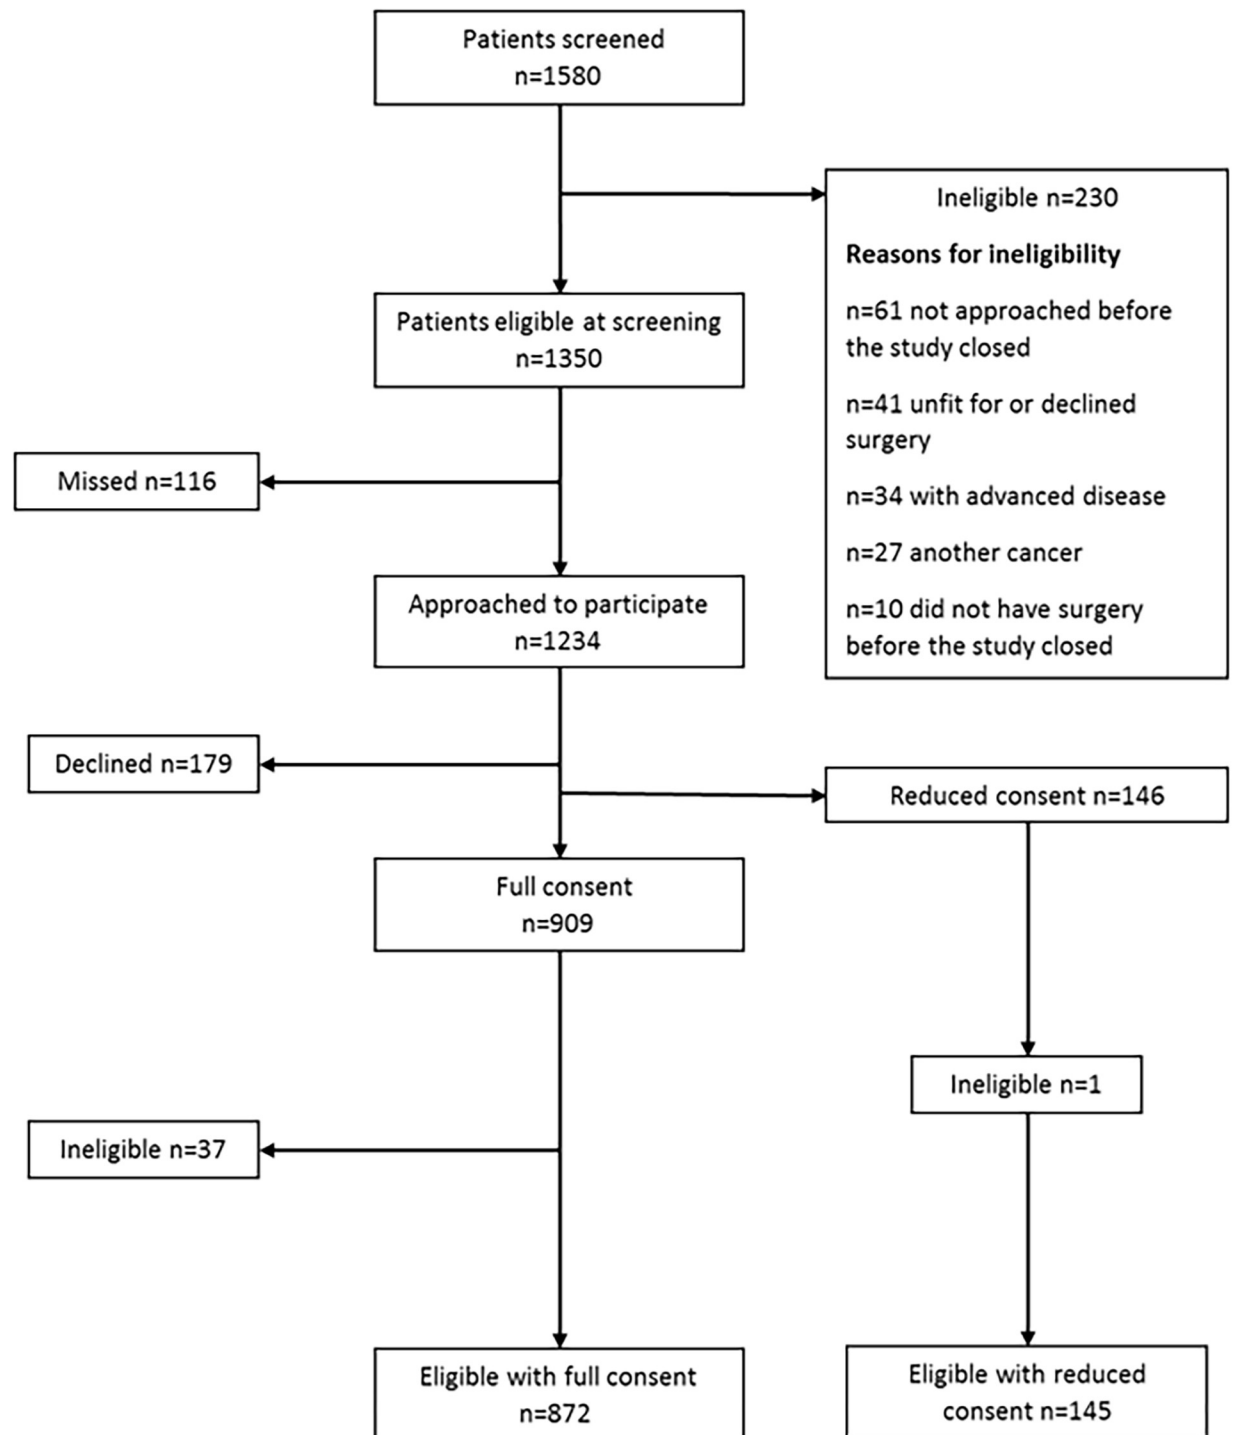 Patients screened
n=1580
Ineligible n=230
Reasons for ineligibility
n=61 not approached before
the study closed
n=41 unfit for or declined
surgery
n=34 with advanced disease
n=27 another cancer
n=10 did not have surgery
before the study closed
Patients eligible at screening
n=1350
Missed n=116
Approached to participate
n=1234
Declined n=179
Reduced consent n=146
Full consent
n=909
Ineligible n=1
Ineligible n=37
Eligible with full consent
n=872
Eligible with reduced
consent n=145